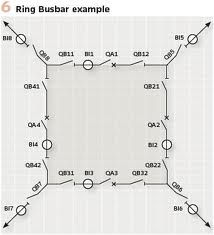 6 Ring Busbar example
BI8
BI5
QB8
QB11
BI1
QA1
QB12
QB5
QB41
QB21
QA4
QA2
BI4
BI2
QB42
QB22
QB7
QB31
BI3
QA3
QB32
QB6
BI7
BI6